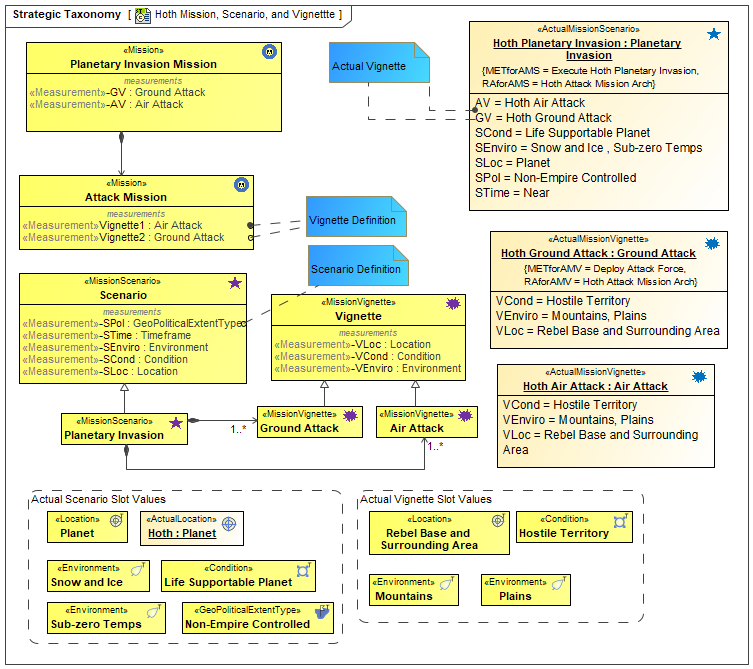 Strategic Taxonomy [ Hoth Mission, Scenario, and Vignettte ]
«Mission»
Planetary Invasion Mission
measurements
«Measurement»-GV : Ground Attack
«Measurement»-AV : Air Attack
Actual Vignette
«ActualMissionScenario»
Hoth Planetary Invasion : Planetary
Invasion
{METforAMS = Execute Hoth Planetary Invasion,
RAforAMS = Hoth Attack Mission Arch}
AV = Hoth Air Attack
GV = Hoth Ground Attack
SCond = Life Supportable Planet
SEnviro = Snow and Ice , Sub-zero Temps
SLoc = Planet
SPol = Non-Empire Controlled
STime = Near
«Mission»
Attack Mission
measurements
«Measurement»Vignette1 : Air Attack
«Measurement»Vignette2 : Ground Attack
Vignette Definition
Scenario Definition
«ActualMissionVignette»
Hoth Ground Attack : Ground Attack
{METforAMV = Deploy Attack Force,
RAforAMV = Hoth Attack Mission Arch}
VCond = Hostile Territory
VEnviro = Mountains, Plains
VLoc = Rebel Base and Surrounding Area
«MissionScenario»
Scenario
measurements
«Measurement»-SPol : GeoPoliticalExtentType
«Measurement»-STime : Timeframe
«Measurement»-SEnviro : Environment
«Measurement»-SCond : Condition
«Measurement»-SLoc : Location
«MissionVignette»
Vignette
measurements
«Measurement»-VLoc : Location
«Measurement»-VCond : Condition
«Measurement»-VEnviro : Environment
«ActualMissionVignette»
Hoth Air Attack : Air Attack
VCond = Hostile Territory
VEnviro = Mountains, Plains
VLoc = Rebel Base and Surrounding
Area
«MissionScenario»
Planetary Invasion
1..*
«MissionVignette»
Ground Attack
«MissionVignette»
Air Attack
1..*
Actual Scenario Slot Values
«Location»
Planet
«ActualLocation»
Hoth : Planet
«Environment»
Snow and Ice
«Condition»
Life Supportable Planet
«Environment»
Sub-zero Temps
«GeoPoliticalExtentType»
Non-Empire Controlled
Actual Vignette Slot Values
«Location»
Rebel Base and
Surrounding Area
«Condition»
Hostile Territory
«Environment»
Mountains
«Environment»
Plains